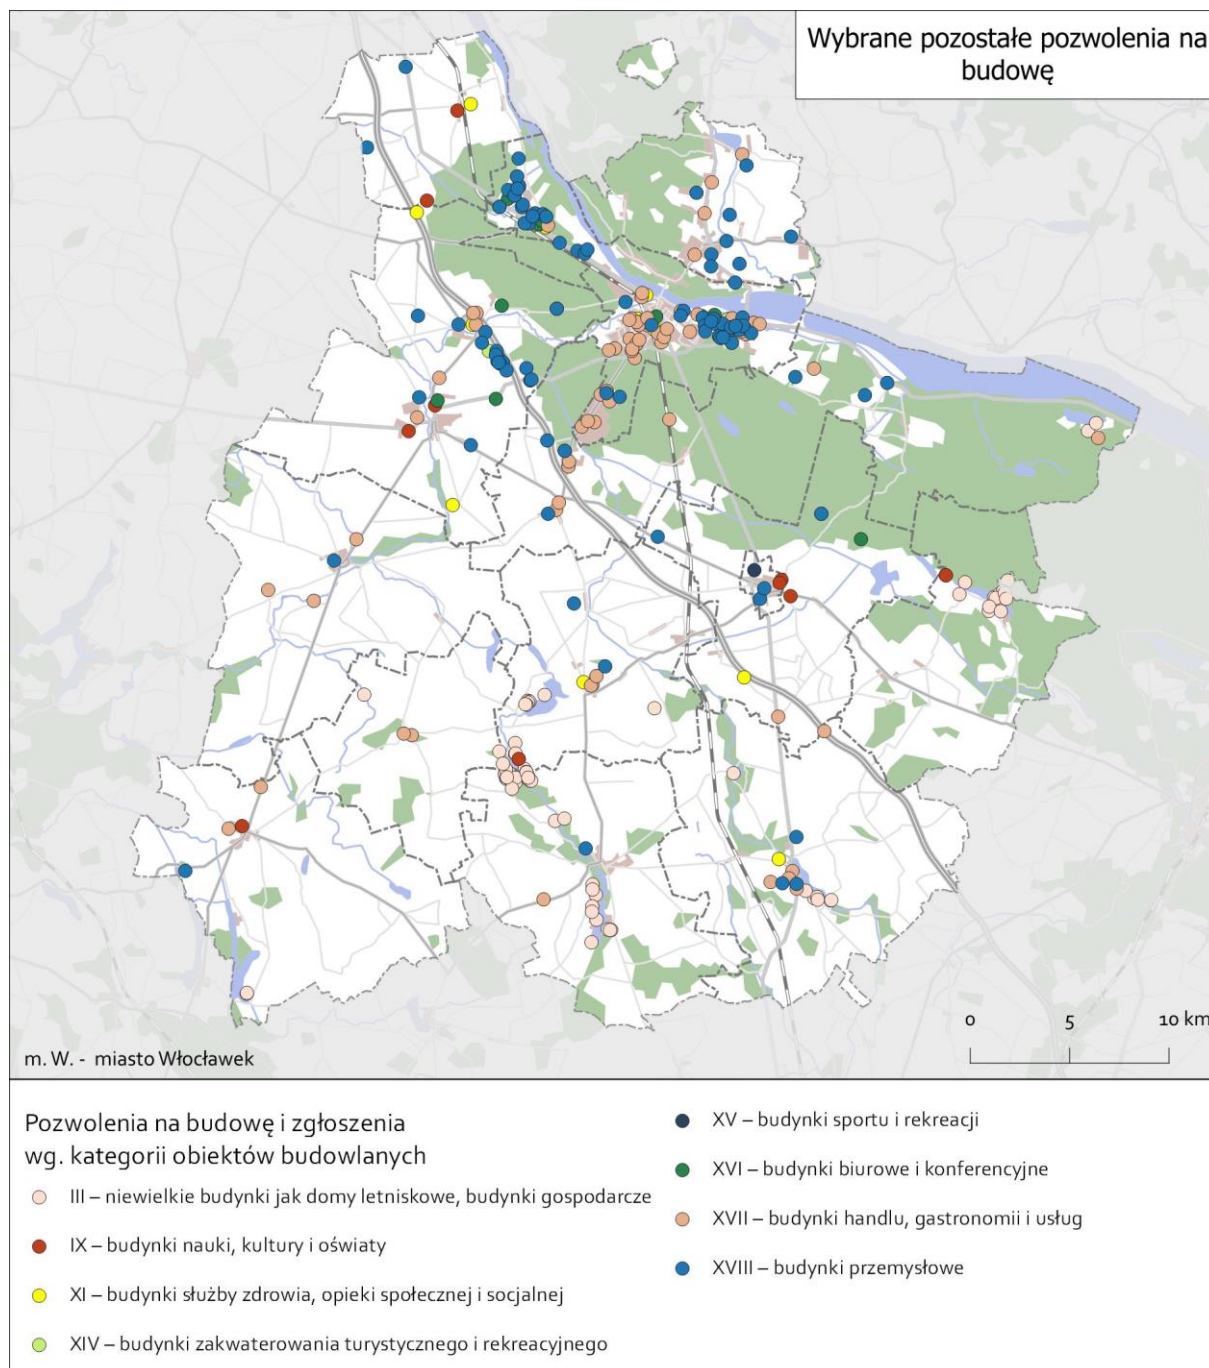 Wybrane pozostałe pozwolenia na
budowę
0 5 10 km
m. W. - miasto Włocławek
Pozwolenia na budowę i zgłoszenia
wg. kategorii obiektów budowlanych
III – niewielkie budynki jak domy letniskowe, budynki gospodarcze
IX – budynki nauki, kultury i oświaty
XI – budynki służby zdrowia, opieki społecznej i socjalnej
XIV – budynki zakwaterowania turystycznego i rekreacyjnego
XV – budynki sportu i rekreacji
XVI – budynki biurowe i konferencyjne
XVII – budynki handlu, gastronomii i usług
XVIII – budynki przemysłowe